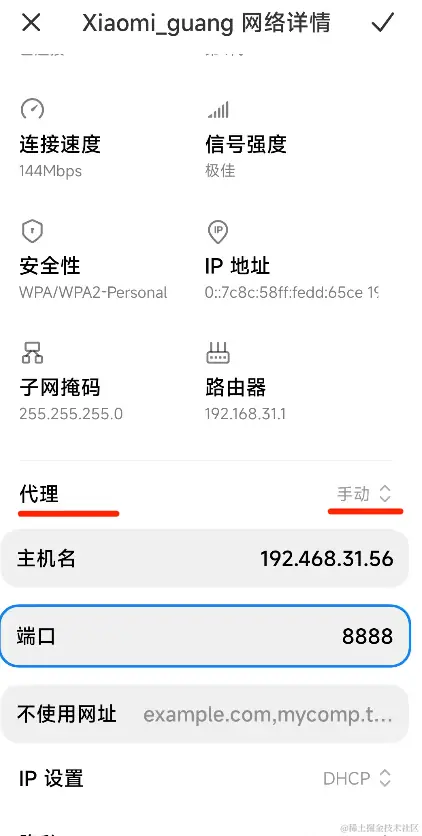 Xiaomi_guang 网络详情
连接速度
144Mbps
信号强度
极佳
安全性
WPA/WPA2-Personal
IP
IP 地址
0::7c8c:58ff:fedd:65ce 19
子网掩码
255.255.255.0
路由器
192.168.31.1
代理
手动
主机名
192.468.31.56
端口
8888
不使用网址
example.com,mycomp.t...
IP 设置
DHCP
@稀土掘金技术社区